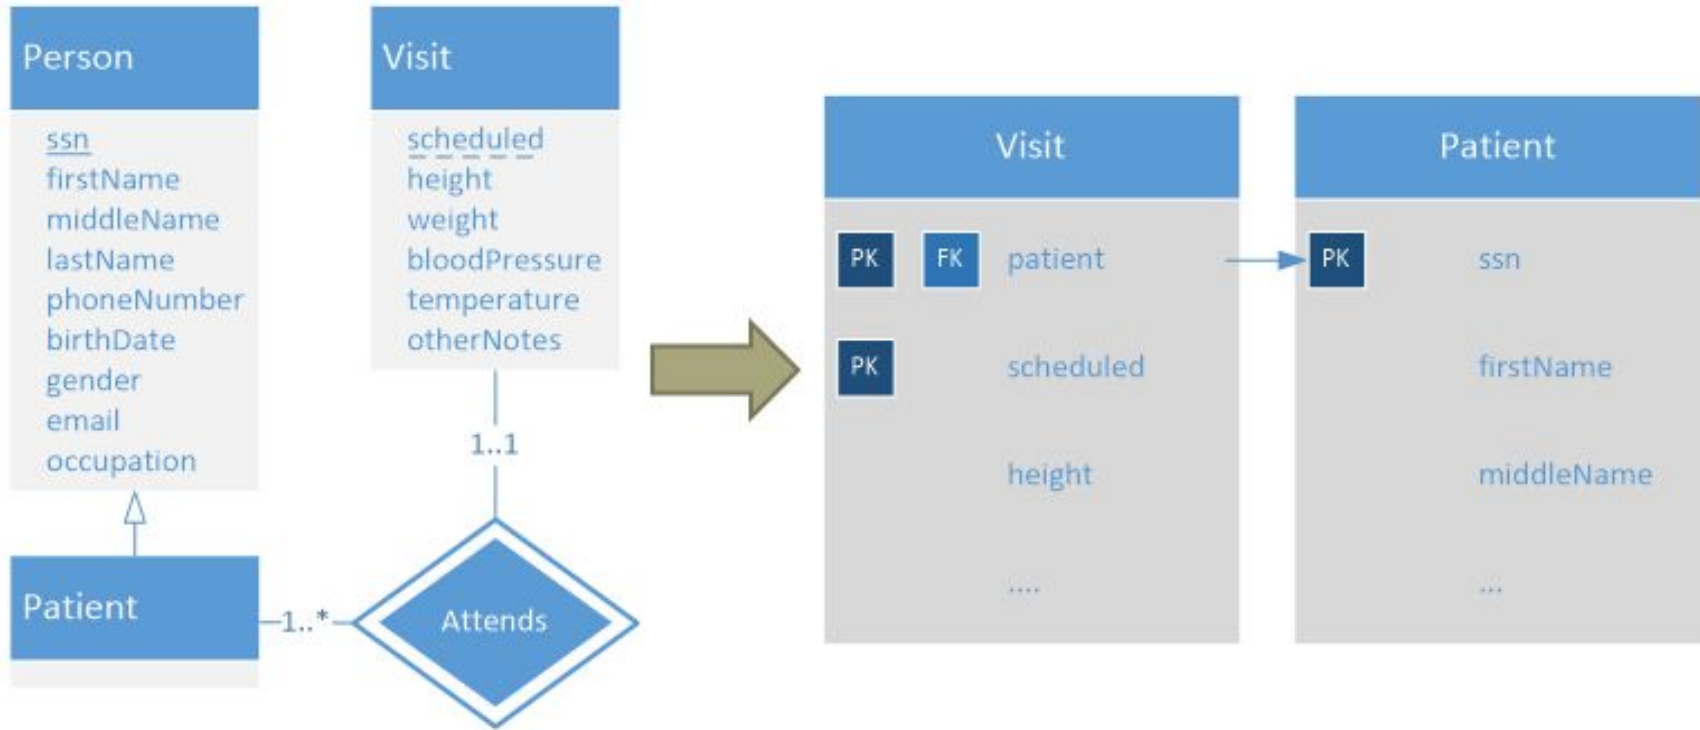 Person
ssn
firstName
middleName
lastName
phoneNumber
birthDate
gender
email
occupation
Patient
Visit
scheduled
height
weight
bloodPressure
temperature
otherNotes
1..1
1..*
Attends
Visit
PK FK patient
PK scheduled
height
....
Patient
PK ssn
firstName
middleName
...